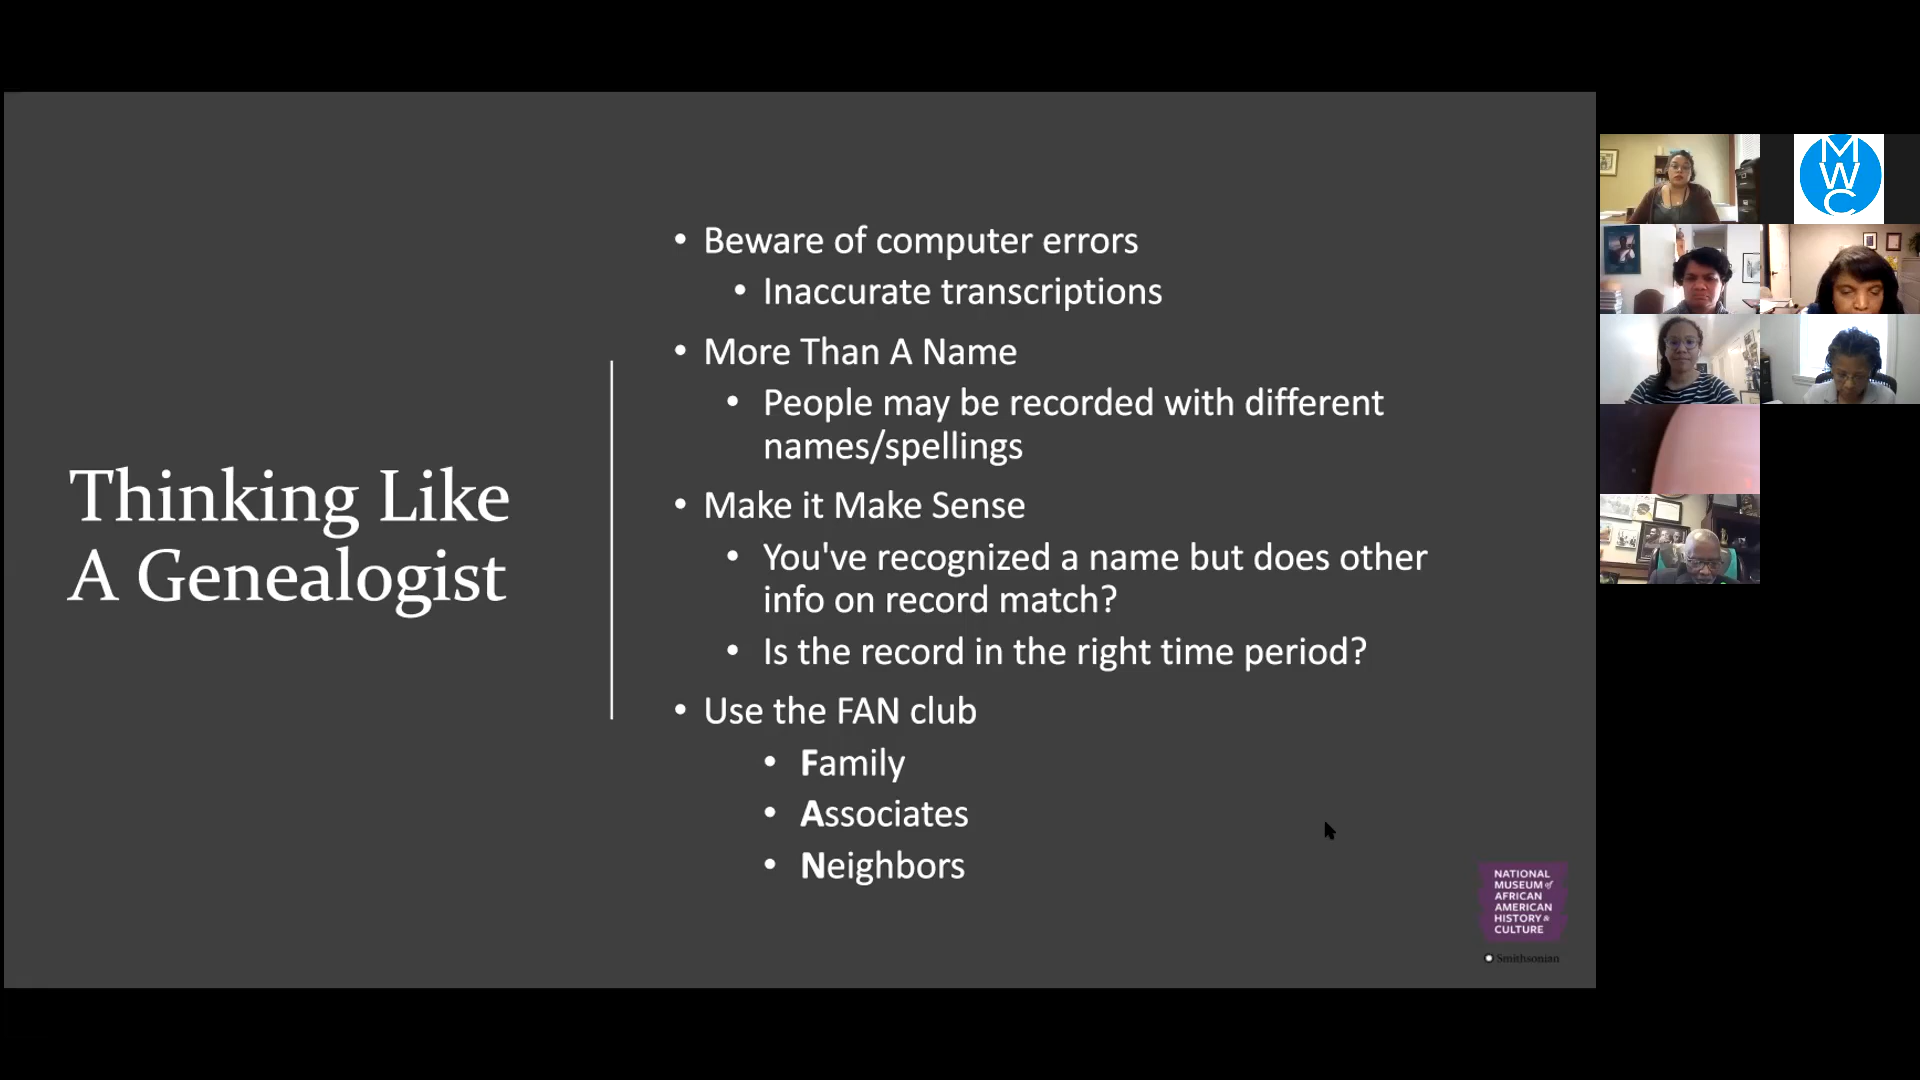 Thinking Like
A Genealogist
• Beware of computer errors
• Inaccurate transcriptions
• More Than A Name
• People may be recorded with different
names/spellings
• Make it Make Sense
• You've recognized a name but does other
info on record match?
• Is the record in the right time period?
• Use the FAN club
• Family
• Associates
• Neighbors
NATIONAL
MUSEUM of
AFRICAN
AMERICAN
HISTORY &
CULTURE
Smithsonian
M
W
C